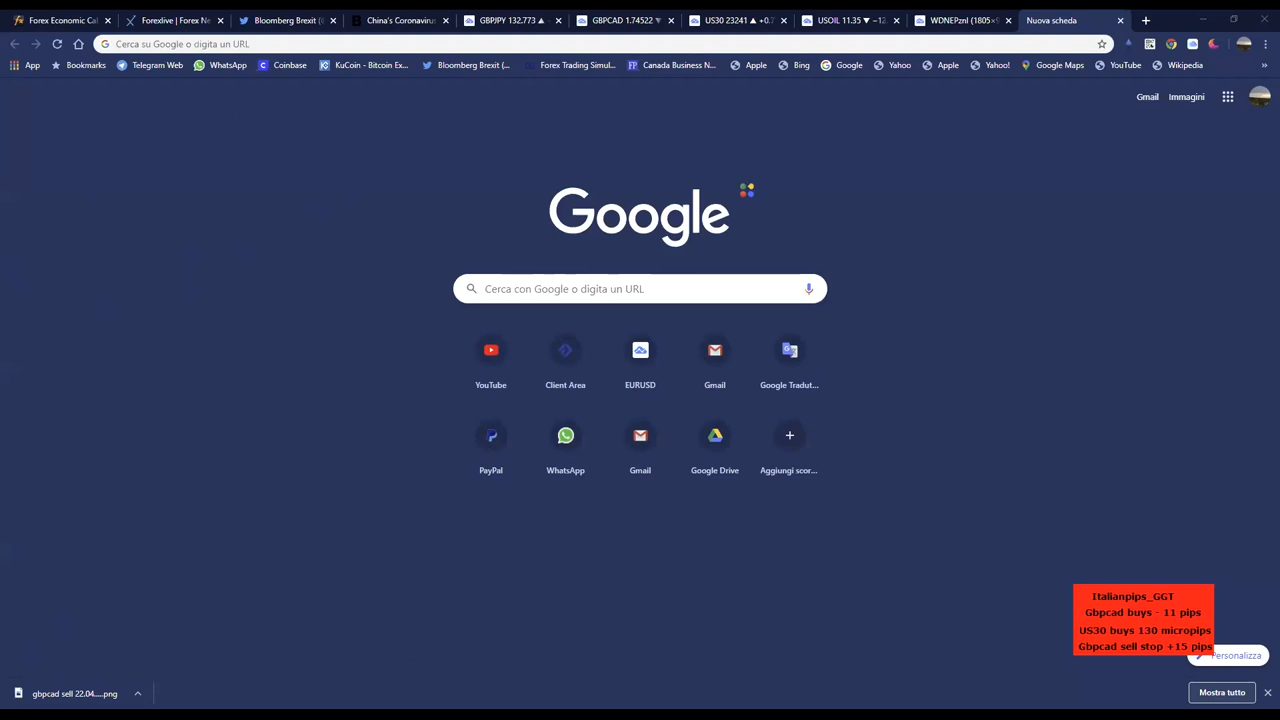 Forex Economic Cal
Forexlive | Forex Ne
Bloomberg Brexit (
China's Coronavirus
GBPJPY 132.773 ▲
GBPCAD 1.74522 ▼
US30 23241 ▲ +0.7
USOIL 11.35 ▼ −12.
WDNEPznI (1805×9
Nuova scheda
Cerca su Google o digita un URL
App
Bookmarks
Telegram Web
WhatsApp
Coinbase
KuCoin - Bitcoin Ex...
Bloomberg Brexit (...
Forex Trading Simul...
Canada Business N...
Apple
Bing
Google
Yahoo
Apple
Yahoo!
Google Maps
YouTube
Wikipedia
»
Gmail
Immagini
Google
Cerca con Google o digita un URL
YouTube
Client Area
EURUSD
Gmail
Google Tradut...
PayPal
WhatsApp
Gmail
Google Drive
Aggiungi scor...
Italianpips_GGT
Gbpcad buys - 11 pips
US30 buys 130 micropips
Gbpcad sell stop +15 pips
Personalizza
gbpcad sell 22.04.....png
Mostra tutto